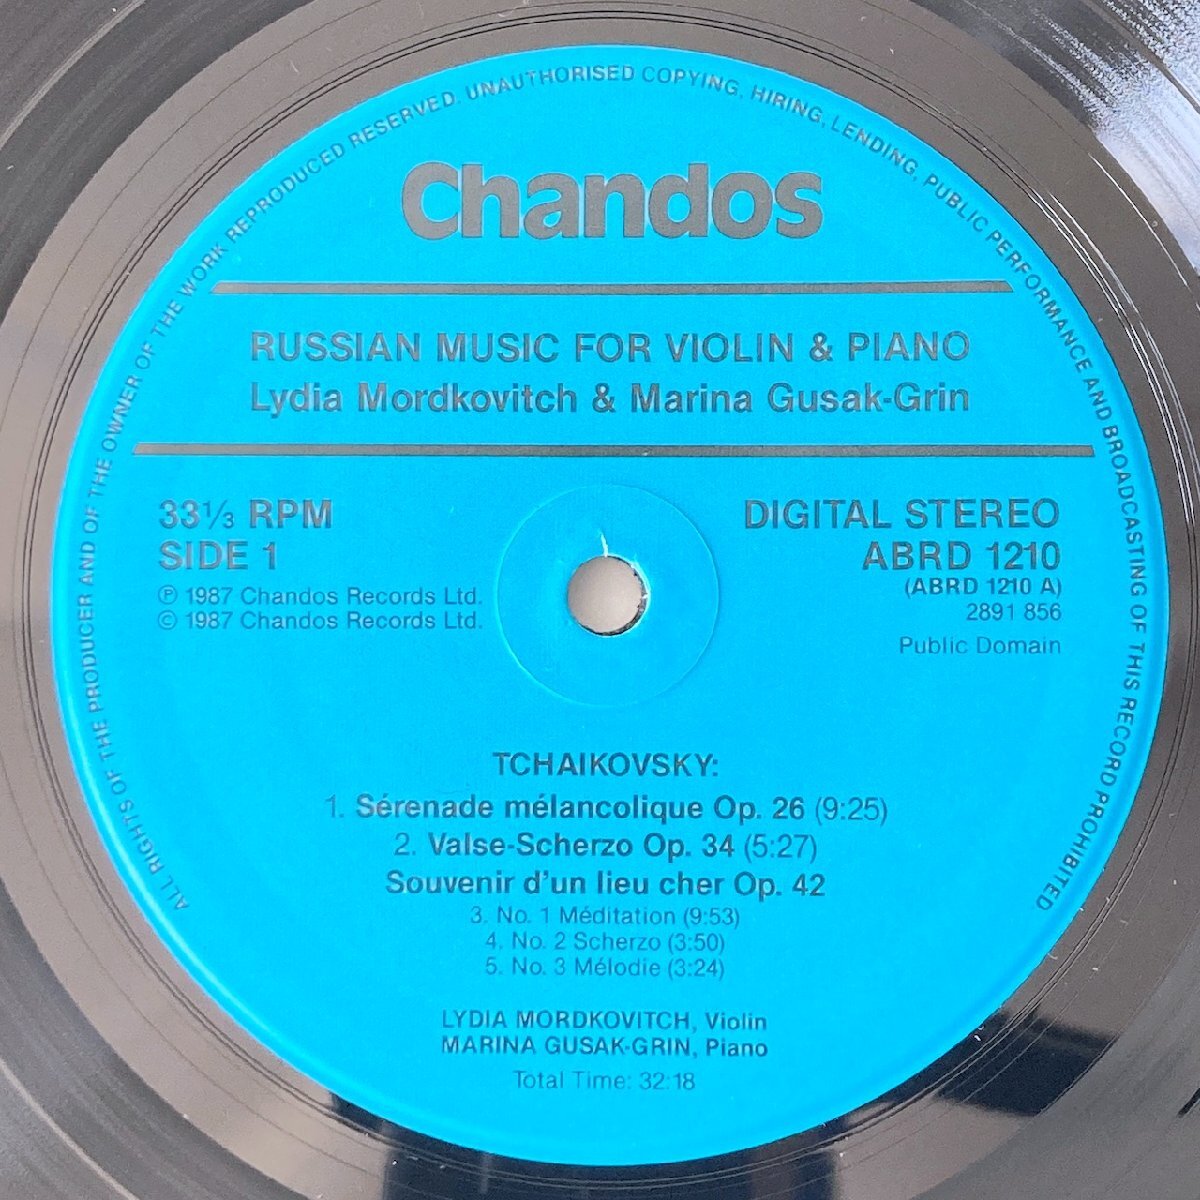 ALL RIGHTS OF THE PRODUCER AND OF THE OWNER OF THE WORK REPRODUCED RESERVED. UNAUTHORISED COPYING, HIRING, LENDING, PUBLIC PERFORMANCE AND BROADCASTING OF THIS RECORD PROHIBITED
Chandos
RUSSIAN MUSIC FOR VIOLIN & PIANO
Lydia Mordkovitch & Marina Gusak-Grin
33⅓ RPM
SIDE 1
℗ 1987 Chandos Records Ltd.
© 1987 Chandos Records Ltd.
DIGITAL STEREO
ABRD 1210
(ABRD 1210 A)
2891 856
Public Domain
TCHAIKOVSKY:
1. Sérenade mélancolique Op. 26 (9:25)
2. Valse-Scherzo Op. 34 (5:27)
Souvenir d'un lieu cher Op. 42
3. No. 1 Méditation (9:53)
4. No. 2 Scherzo (3:50)
5. No. 3 Mélodie (3:24)
LYDIA MORDKOVITCH, Violin
MARINA GUSAK-GRIN, Piano
Total Time: 32:18